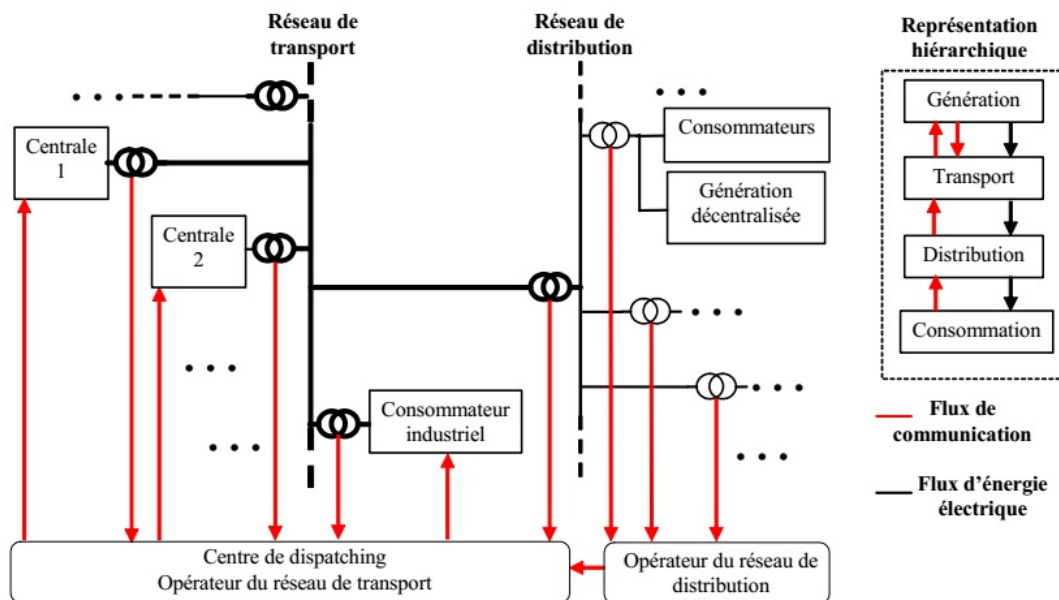 Réseau de
transport
Réseau de
distribution
Représentation
hiérarchique
Centrale
1
Centrale
2
Consommateur
industriel
Consommateurs
Génération
décentralisée
Génération
Transport
Distribution
Consommation
Flux de
communication
Flux d'énergie
électrique
Centre de dispatching
Opérateur du réseau de transport
Opérateur du réseau de
distribution